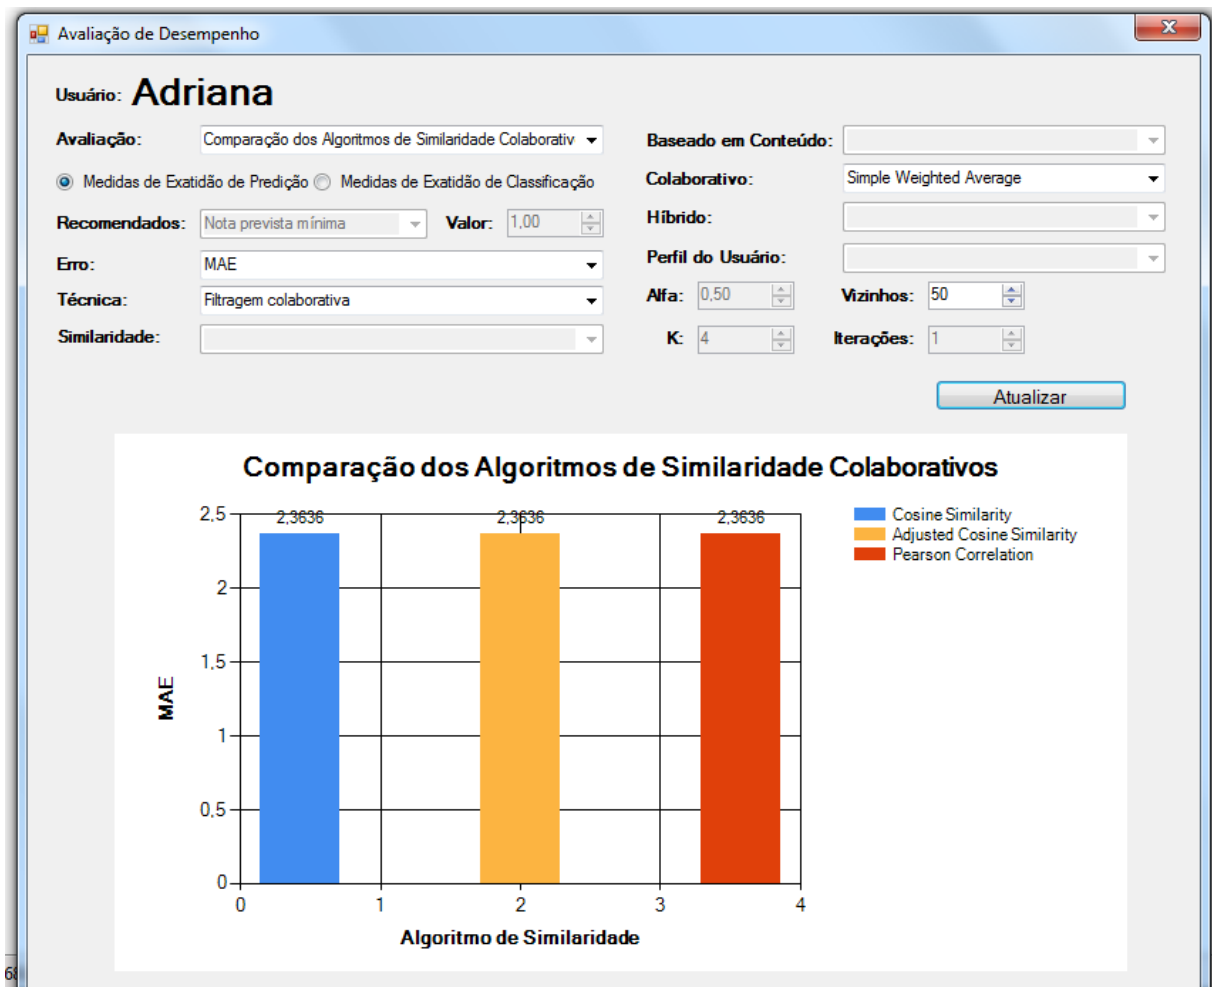 Avaliação de Desempenho
x
Usuário: Adriana
Avaliação: Comparação dos Algoritmos de Similaridade Colaborativ
Medidas de Exatidão de Predição Medidas de Exatidão de Classificação
Recomendados: Nota prevista mínima Valor: 1,00
Erro: MAE
Técnica: Filtragem colaborativa
Similaridade:
Baseado em Conteúdo:
Colaborativo: Simple Weighted Average
Híbrido:
Perfil do Usuário:
Alfa: 0,50 Vizinhos: 50
K: 4 Iterações: 1
Atualizar
Comparação dos Algoritmos de Similaridade Colaborativos
2,5
2
1,5
1
0,5
0
MAE
2,3636 2,3636 2,3636
0 1 2 3 4
Algoritmo de Similaridade
Cosine Similarity
Adjusted Cosine Similarity
Pearson Correlation